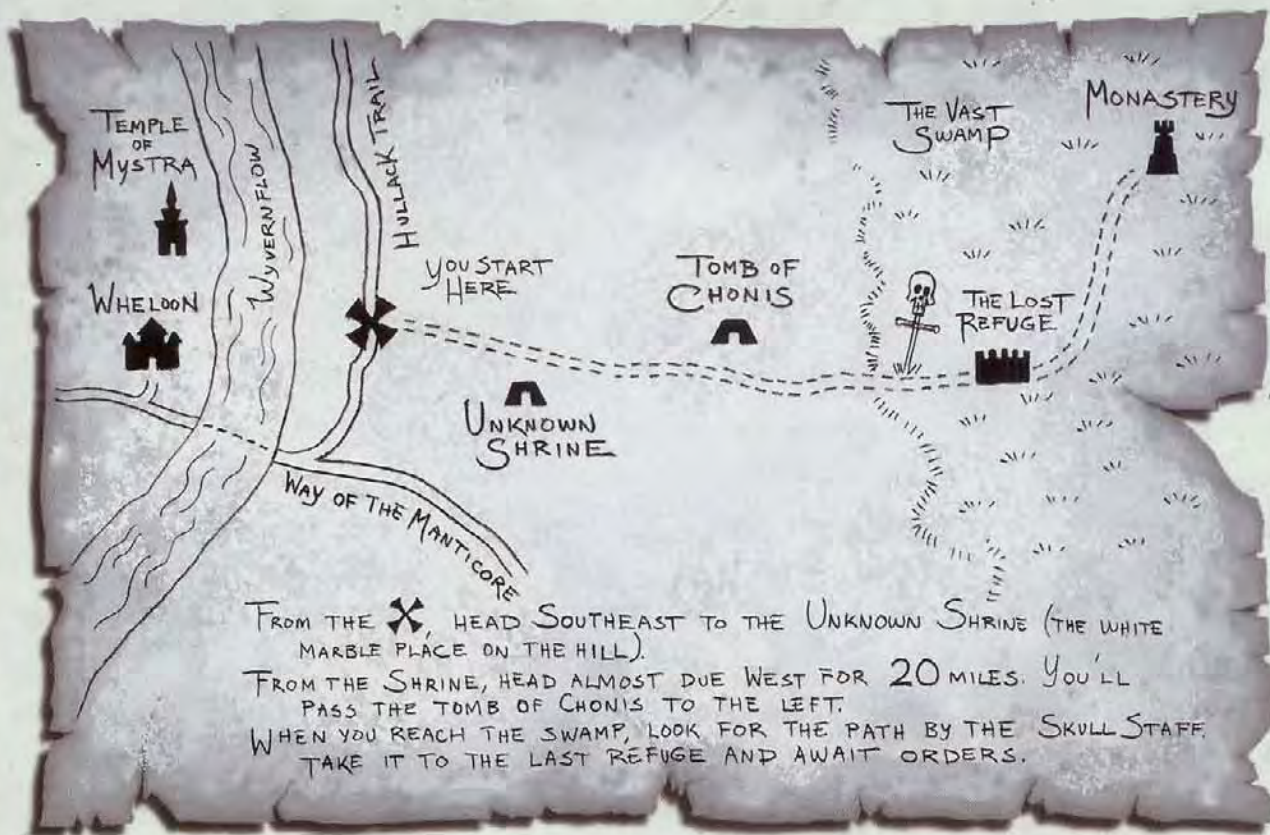 TEMPLE
OF
MYSTRA
WYVERNFLOW
HULLACK TRAIL
THE VAST
SWAMP
MONASTERY
WHELOON
YOU START
HERE
TOMB OF
CHONIS
THE LOST
REFUGE
UNKNOWN
SHRINE
WAY OF THE MANTICORE
FROM THE X, HEAD SOUTHEAST TO THE UNKNOWN SHRINE (THE WHITE
MARBLE PLACE ON THE HILL).
FROM THE SHRINE, HEAD ALMOST DUE WEST FOR 20 MILES. YOU'LL
PASS THE TOMB OF CHONIS TO THE LEFT.
WHEN YOU REACH THE SWAMP, LOOK FOR THE PATH BY THE SKULL STAFF.
TAKE IT TO THE LAST REFUGE AND AWAIT ORDERS.